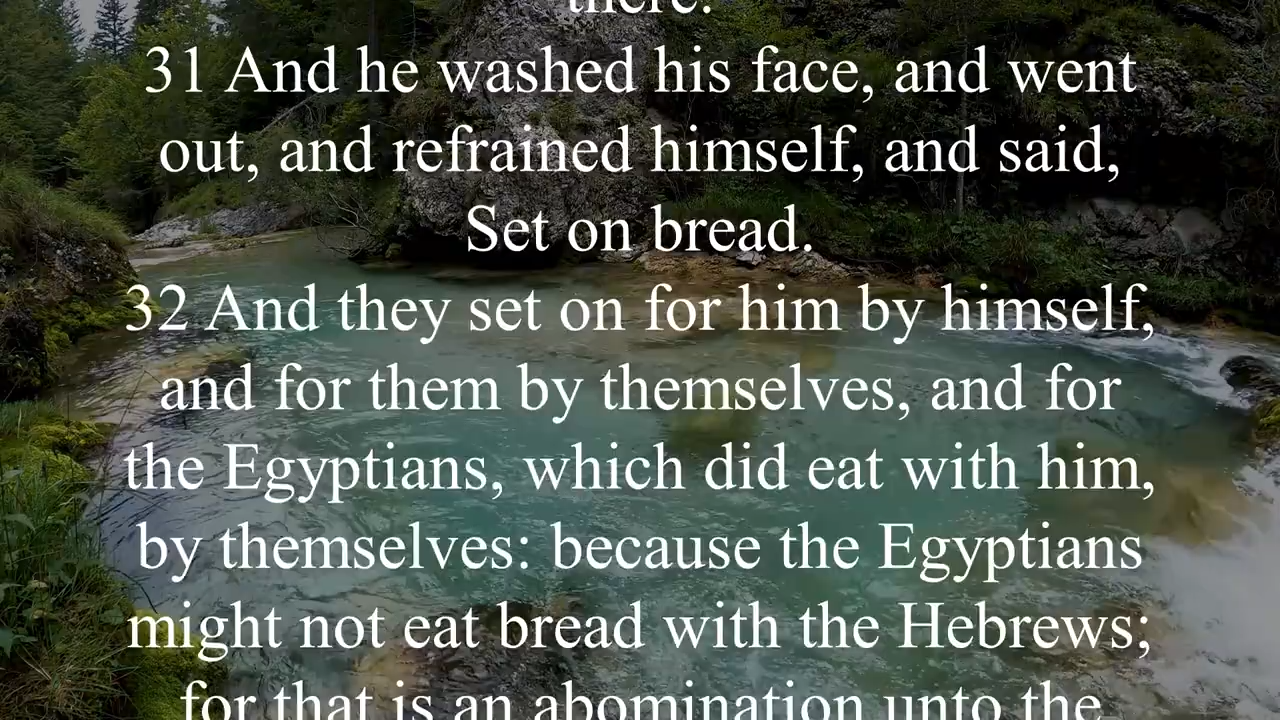 there.
31 And he washed his face, and went
out, and refrained himself, and said,
Set on bread.
32 And they set on for him by himself,
and for them by themselves, and for
the Egyptians, which did eat with him,
by themselves: because the Egyptians
might not eat bread with the Hebrews;
for that is an abomination unto the